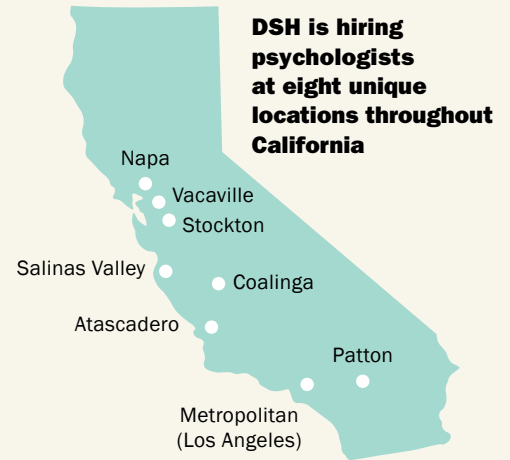 DSH is hiring
psychologists
at eight unique
locations throughout
California
Napa
Vacaville
Stockton
Salinas Valley
Coalinga
Atascadero
Patton
Metropolitan
(Los Angeles)